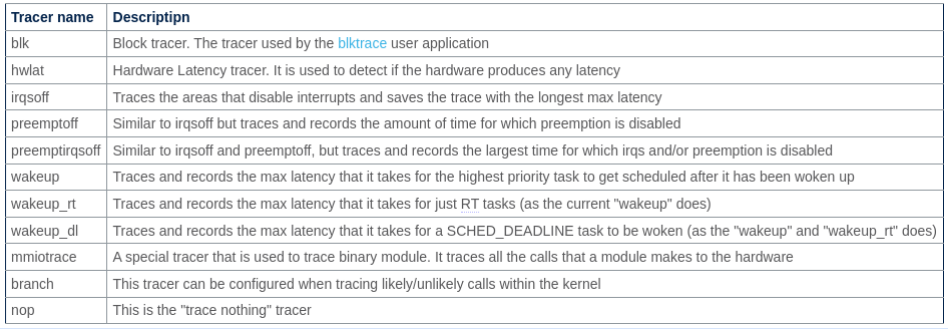 Tracer name Descriptipn
blk Block tracer. The tracer used by the blktrace user application
hwlat Hardware Latency tracer. It is used to detect if the hardware produces any latency
irqsoff Traces the areas that disable interrupts and saves the trace with the longest max latency
preemptoff Similar to irqsoff but traces and records the amount of time for which preemption is disabled
preemptirqsoff Similar to irqsoff and preemptoff, but traces and records the largest time for which irqs and/or preemption is disabled
wakeup Traces and records the max latency that it takes for the highest priority task to get scheduled after it has been woken up
wakeup_rt Traces and records the max latency that it takes for just RT tasks (as the current "wakeup" does)
wakeup_dl Traces and records the max latency that it takes for a SCHED_DEADLINE task to be woken (as the "wakeup" and "wakeup_rt" does)
mmiotrace A special tracer that is used to trace binary module. It traces all the calls that a module makes to the hardware
branch This tracer can be configured when tracing likely/unlikely calls within the kernel
nop This is the "trace nothing" tracer